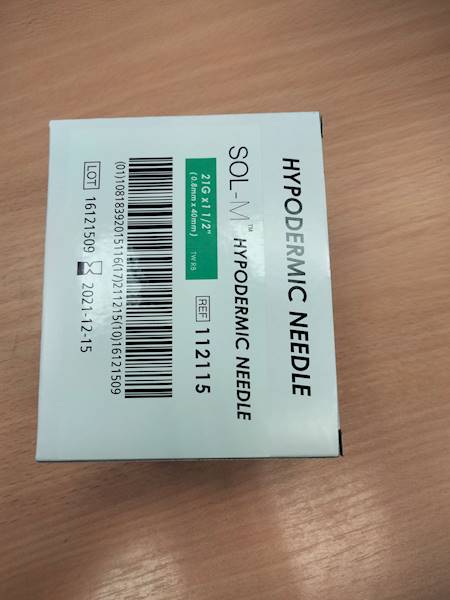 HYPODERMIC NEEDLE
SOL-M™ HYPODERMIC NEEDLE
21G x 1 1/2"
(0.8mm x 40mm) TW RB
REF 112115
(01)10818392015116(17)211215(10)16121509
LOT 16121509 2021-12-15